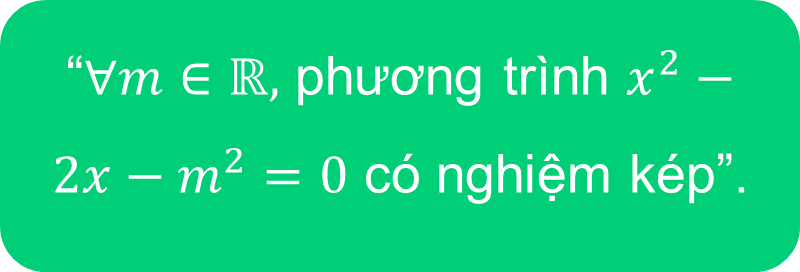 “∀𝑚 ∈ ℝ, phương trình 𝑥² −
2𝑥 − 𝑚² = 0 có nghiệm kép”.